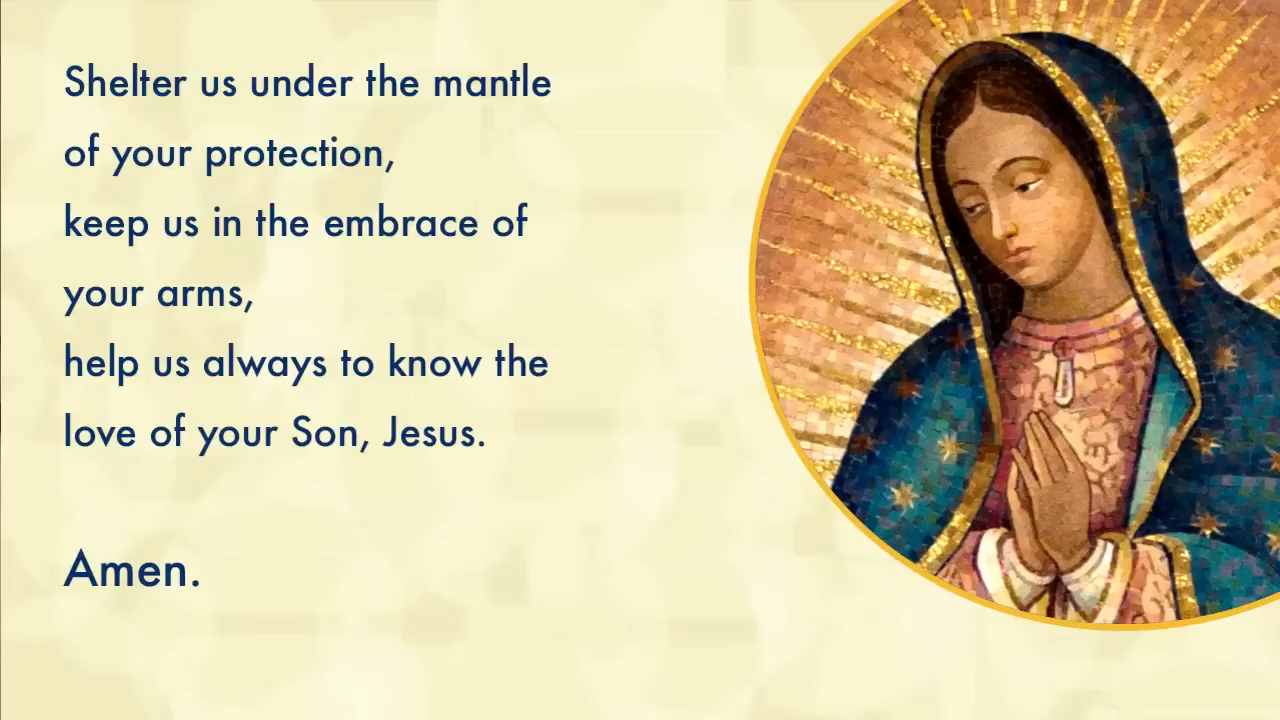 Shelter us under the mantle
of your protection,
keep us in the embrace of
your arms,
help us always to know the
love of your Son, Jesus.
Amen.